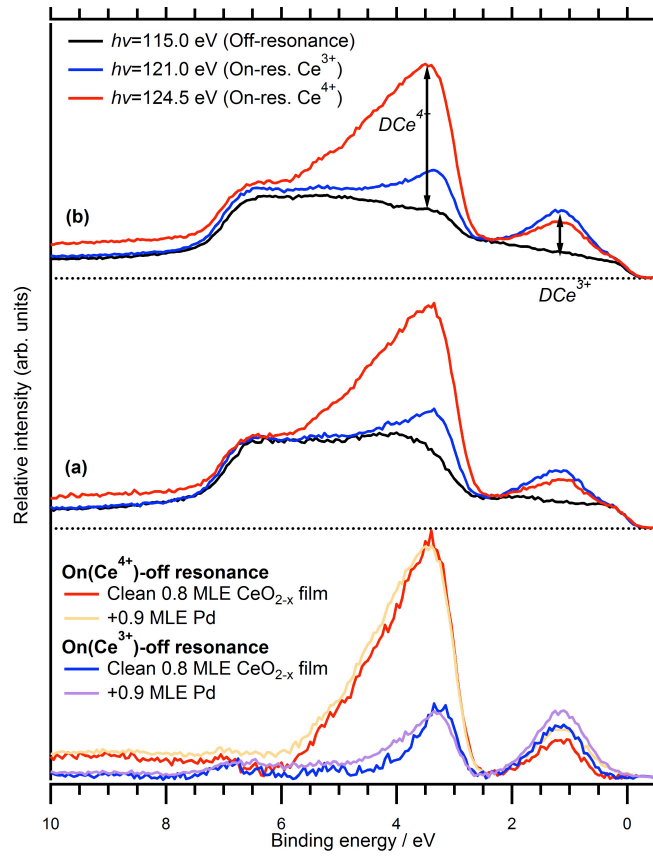 hν=115.0 eV (Off-resonance)
hν=121.0 eV (On-res. Ce³⁺)
hν=124.5 eV (On-res. Ce⁴⁺)
DCe⁴⁺
(b)
DCe³⁺
Relative intensity (arb. units)
(a)
On(Ce⁴⁺)-off resonance
Clean 0.8 MLE CeO₂₋ₓ film
+0.9 MLE Pd
On(Ce³⁺)-off resonance
Clean 0.8 MLE CeO₂₋ₓ film
+0.9 MLE Pd
10 8 6 4 2 0
Binding energy / eV